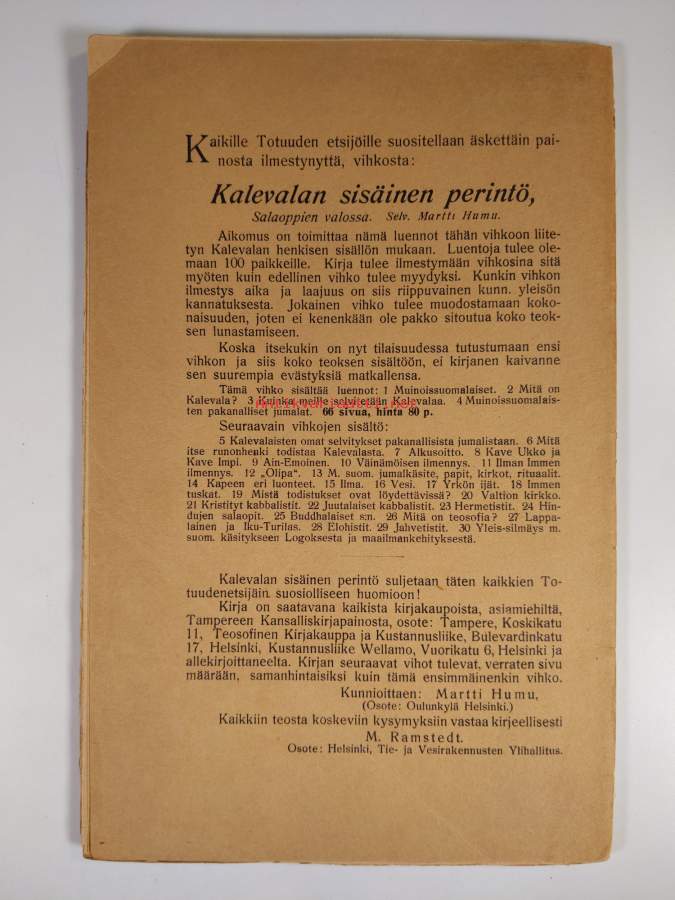 Kaikille Totuuden etsijöille suositellaan äskettäin pai-
nosta ilmestynyttä, vihkosta:
Kalevalan sisäinen perintö,
Salaoppien valossa. Selv. Martti Humu.
Aikomus on toimittaa nämä luennot tähän vihkoon liite-
tyn Kalevalan henkisen sisällön mukaan. Luentoja tulee ole-
maan 100 paikkeille. Kirja tulee ilmestymään vihkosina sitä
myöten kuin edellinen vihko tulee myydyksi. Kunkin vihkon
ilmestys aika ja laajuus on siis riippuvainen kunn. yleisön
kannatuksesta. Jokainen vihko tulee muodostamaan koko-
naisuuden, joten ei kenenkään ole pakko sitoutua koko teok-
sen lunastamiseen.
Koska itsekukin on nyt tilaisuudessa tutustumaan ensi
vihkon ja siis koko teoksen sisältöön, ei kirjanen kaivanne
sen suurempia evästyksiä matkallensa.
Tämä vihko sisältää luennot: 1 Muinoissuomalaiset. 2 Mitä on
Kalevala? 3 Kuinka meille selvitetään Kalevalaa. 4 Muinoissuomalais-
ten pakanalliset jumalat. 66 sivua, hinta 80 p.
Seuraavain vihkojen sisältö:
5 Kalevalaisten omat selvitykset pakanallisista jumalistaan. 6 Mitä
itse runonhenki todistaa Kalevalasta. 7 Alkusoitto. 8 Kave Ukko ja
Kave Impi. 9 Ain-Emoinen. 10 Väinämöisen ilmennys. 11 Ilman Immen
ilmennys. 12 „Olipa“. 13 M. suom. jumalkäsite, papit, kirkot, rituaalit.
14 Kapeen eri luonteet. 15 Ilma. 16 Vesi. 17 Yrkön ijät. 18 Immen
tuskat. 19 Mistä todistukset ovat löydettävissä? 20 Valtion kirkko.
21 Kristityt kabbalistit. 22 Juutalaiset kabbalistit. 23 Hermetistit. 24 Hin-
dujen salaopit. 25 Buddhalaiset s:n. 26 Mitä on teosofia? 27 Lappa-
lainen ja Iku-Turilas. 28 Elohistit. 29 Jahvetistit. 30 Yleis-silmäys m.
suom. käsitykseen Logoksesta ja maailmankehityksestä.
Kalevalan sisäinen perintö suljetaan täten kaikkien To-
tuudenetsijäin suosiolliseen huomioon!
Kirja on saatavana kaikista kirjakaupoista, asiamiehiltä,
Tampereen Kansalliskirjapainosta, osote: Tampere, Koskikatu
11, Teosofinen Kirjakauppa ja Kustannusliike, Bulevardinkatu
17, Helsinki, Kustannusliike Wellamo, Vuorikatu 6, Helsinki ja
allekirjoittaneelta. Kirjan seuraavat vihot tulevat, verraten sivu
määrään, samanhintaisiksi kuin tämä ensimmäinenkin vihko.
Kunnioittaen: Martti Humu,
(Osote: Oulunkylä Helsinki.)
Kaikkiin teosta koskeviin kysymyksiin vastaa kirjeellisesti
M. Ramstedt.
Osote: Helsinki, Tie- ja Vesirakennusten Ylihallitus.